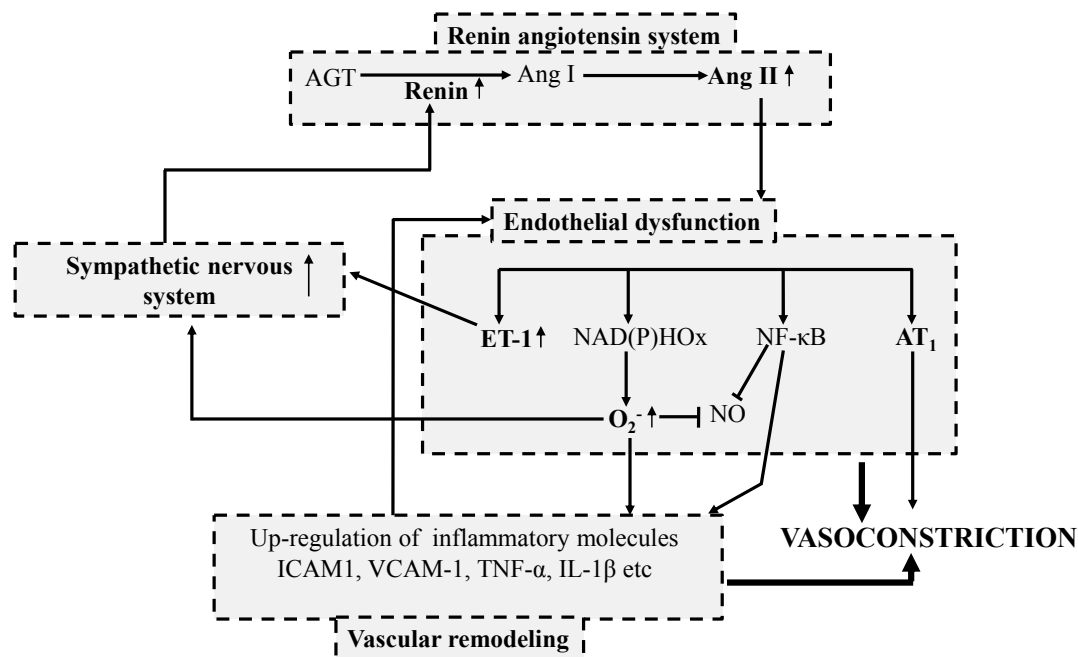 Renin angiotensin system
AGT
Renin
Ang I
Ang II
Endothelial dysfunction
Sympathetic nervous
system
ET-1
NAD(P)HOx
NF-κB
AT₁
O₂⁻
NO
Up-regulation of inflammatory molecules
ICAM1, VCAM-1, TNF-α, IL-1β etc
VASOCONSTRICTION
Vascular remodeling